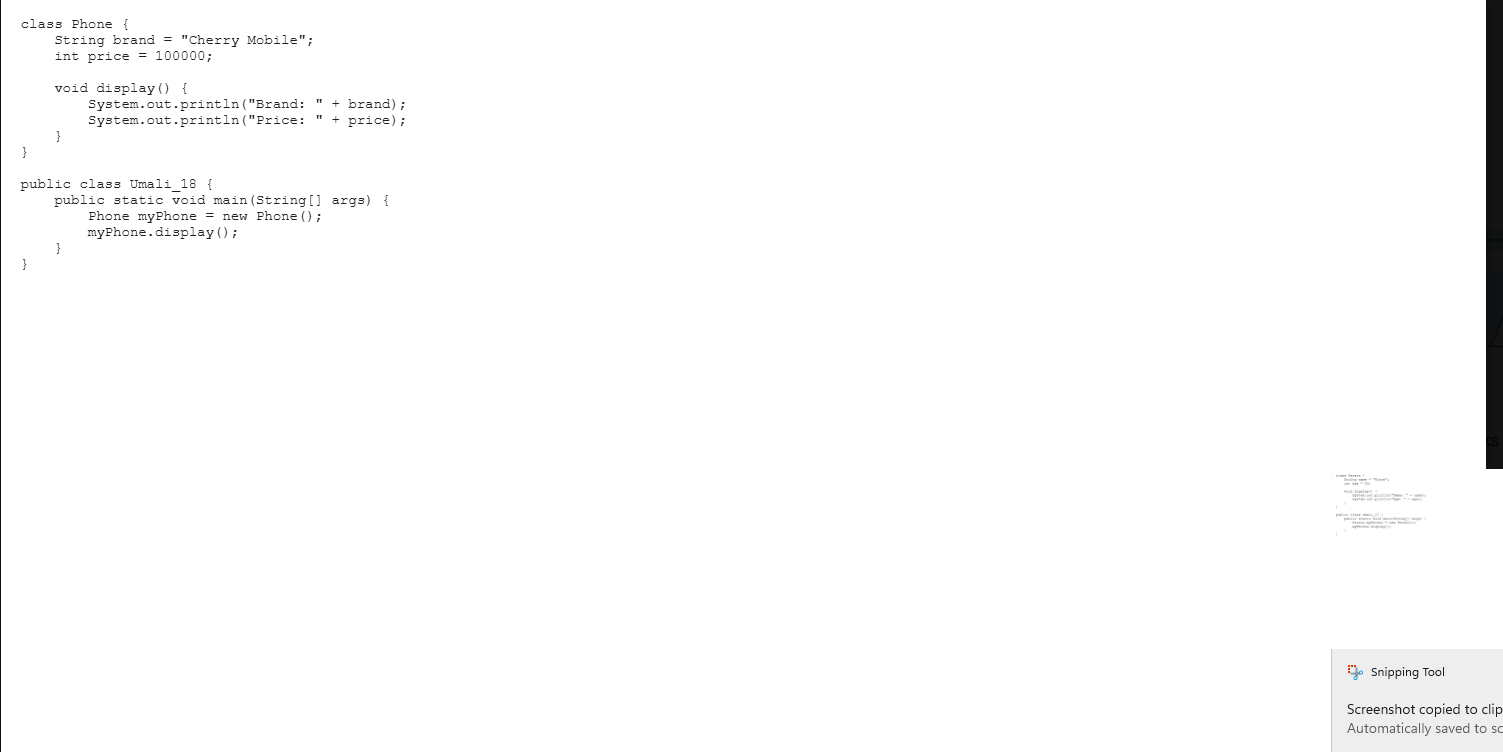 class Phone {
    String brand = "Cherry Mobile";
    int price = 100000;

    void display() {
        System.out.println("Brand: " + brand);
        System.out.println("Price: " + price);
    }
}

public class Umali_18 {
    public static void main(String[] args) {
        Phone myPhone = new Phone();
        myPhone.display();
    }
}
Snipping Tool
Screenshot copied to clip
Automatically saved to sc